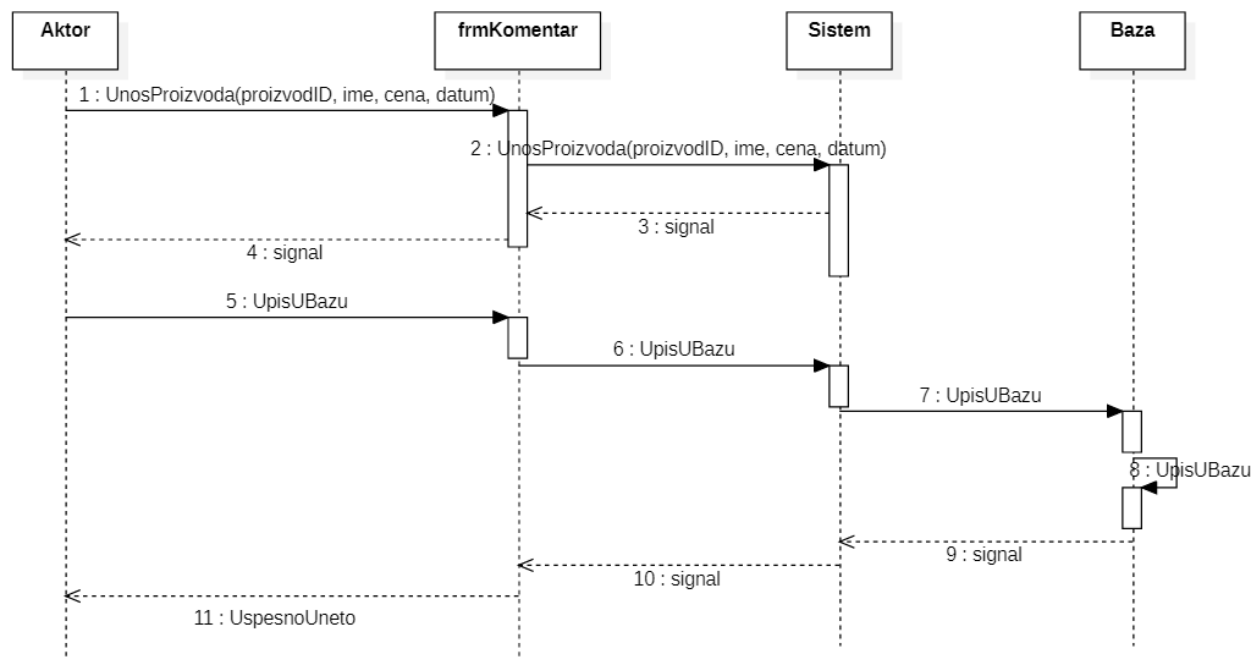 Aktor
frmKomentar
Sistem
Baza
1 : UnosProizvoda(proizvodID, ime, cena, datum)
2 : UnosProizvoda(proizvodID, ime, cena, datum)
3 : signal
4 : signal
5 : UpisUBazu
6 : UpisUBazu
7 : UpisUBazu
8 : UpisUBazu
9 : signal
10 : signal
11 : UspesnoUneto